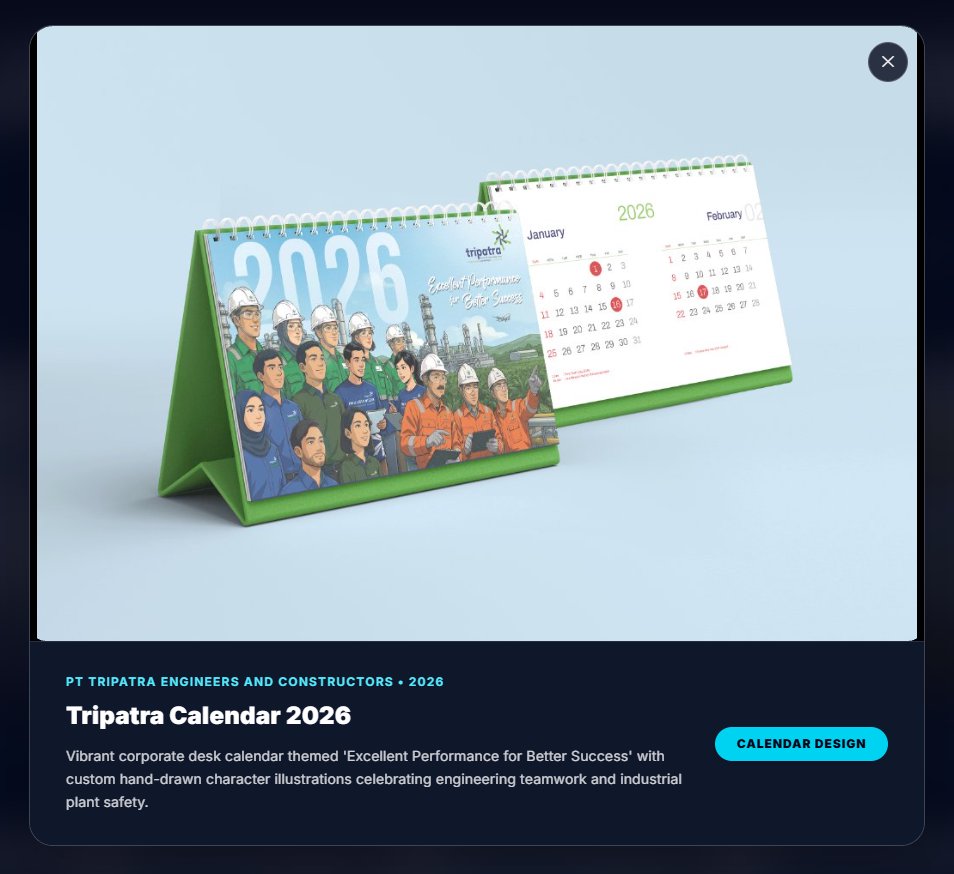 2026
tripatra
Excellent Performance
for Better Success
2026
January
1 2 3
4 5 6 7 8 9 10
11 12 13 14 15 16 17
18 19 20 21 22 23 24
25 26 27 28 29 30 31
February 02
1 2 3 4 5 6 7
8 9 10 11 12 13 14
15 16 17 18 19 20 21
22 23 24 25 26 27 28
PT TRIPATRA ENGINEERS AND CONSTRUCTORS • 2026
Tripatra Calendar 2026
Vibrant corporate desk calendar themed 'Excellent Performance for Better Success' with
custom hand-drawn character illustrations celebrating engineering teamwork and industrial
plant safety.
CALENDAR DESIGN